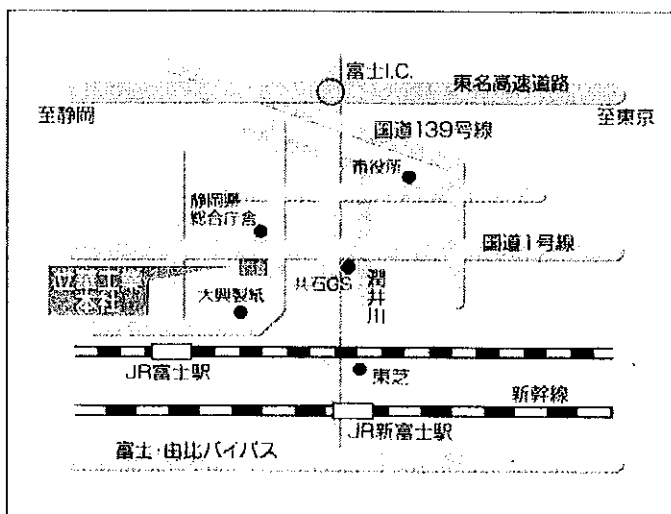 富士I.C.
東名高速道路
至静岡
至東京
国道139号線
市役所
静岡県
総合庁舎
国道1号線
本社
共石GS
潤井川
大興製紙
JR富士駅
東芝
新幹線
JR新富士駅
富士・由比バイパス